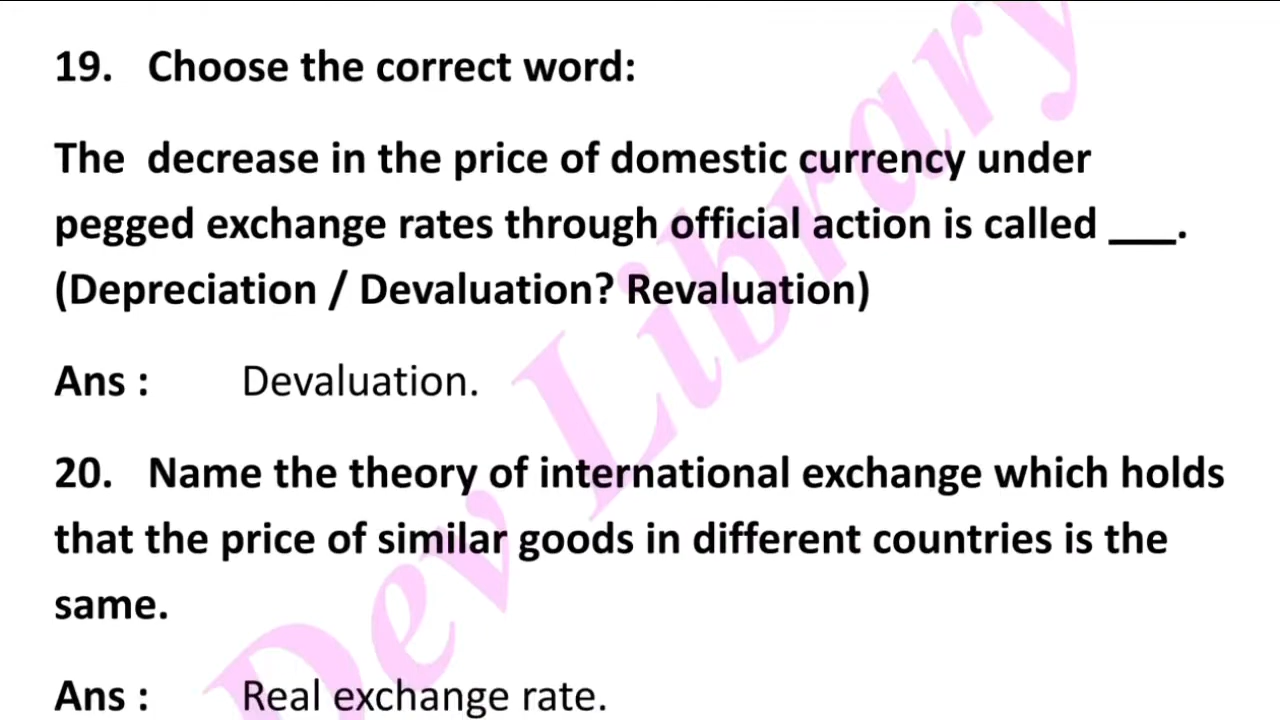 19. Choose the correct word:
The decrease in the price of domestic currency under
pegged exchange rates through official action is called ___.
(Depreciation / Devaluation? Revaluation)
Ans : Devaluation.
20. Name the theory of international exchange which holds
that the price of similar goods in different countries is the
same.
Ans : Real exchange rate.
Dev Library